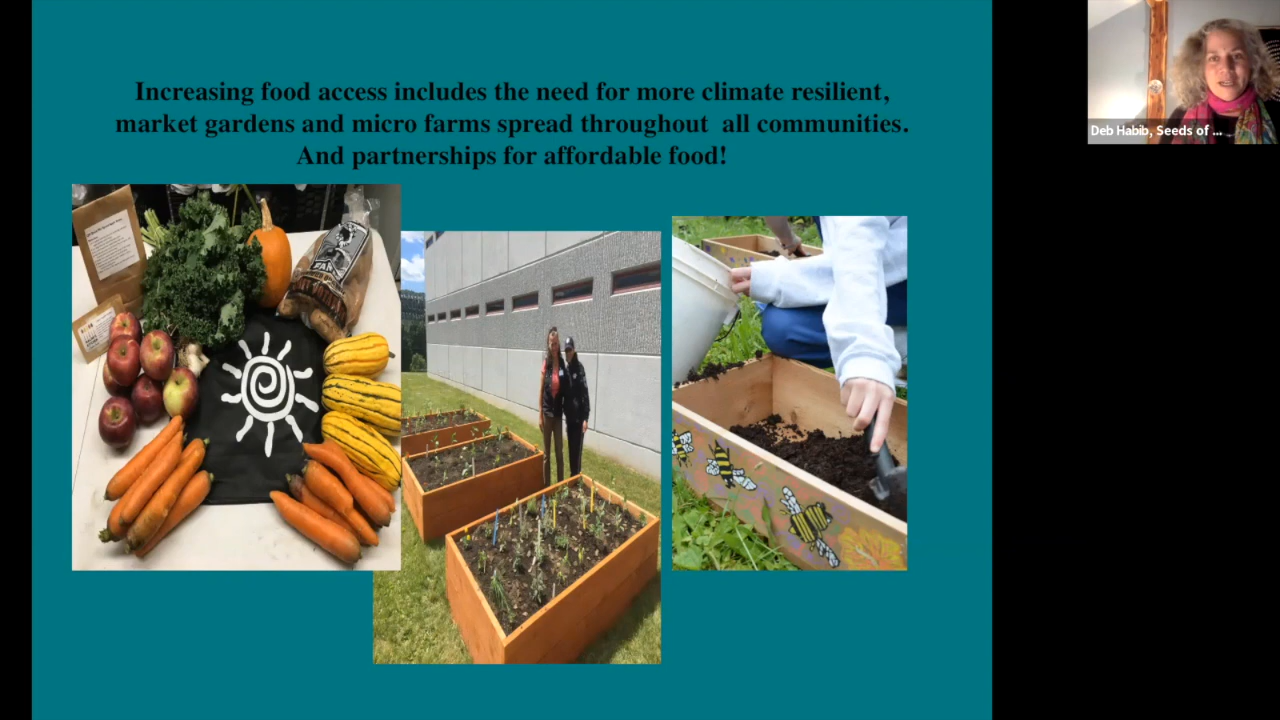 Increasing food access includes the need for more climate resilient,
market gardens and micro farms spread throughout  all communities.
And partnerships for affordable food!
Deb Habib, Seeds of ...